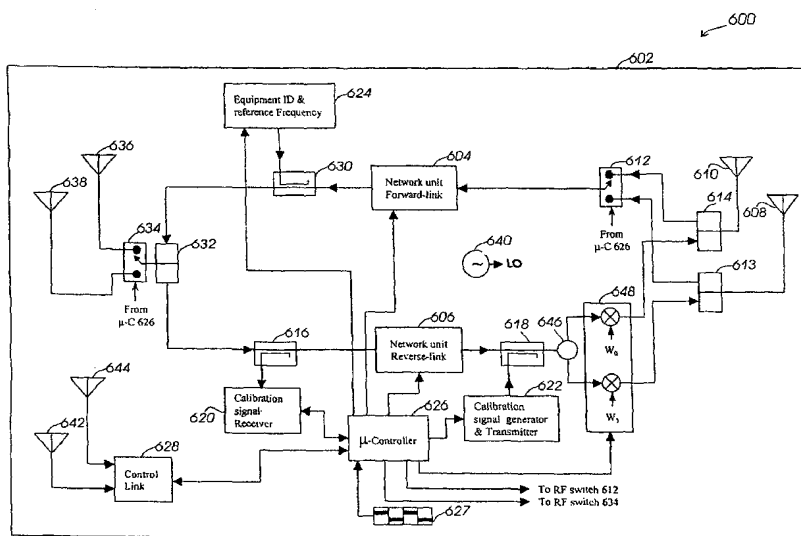 600
602
Equipment ID &
reference Frequency
624
636
638
630
604
Network unit
Forward-link
612
610
614
608
634
632
From
μ-C 626
640
LO
From
μ-C 626
613
648
616
606
Network unit
Reverse-link
618
646
W₀
644
642
620
Calibration
signal-
Receiver
626
μ-Controller
622
Calibration
signal generator
& Transmitter
628
Control
Link
To RF switch 612
To RF switch 634
627